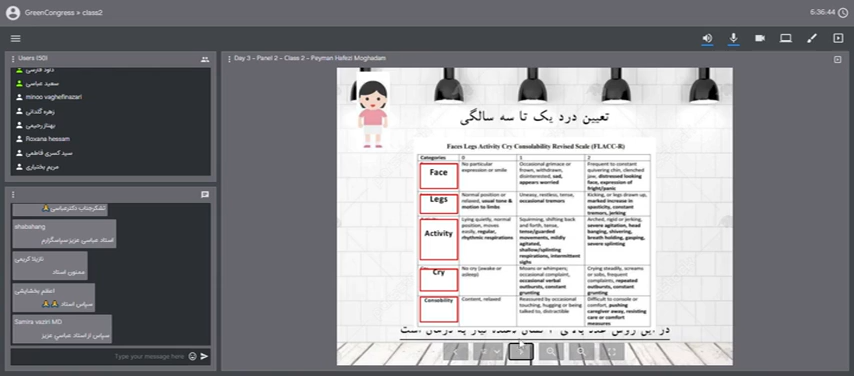 GreenCongress » class2
6:36:44
Users (50)
داود فارسی
سعید عباسی
minoo vaghefinazari
زهره گلدانی
بهناز رحیمی
Roxana hessam
سید کسری فاطمی
مریم بختیاری
shabahang
استاد عباسی عزیز سپاسگزارم
نازیلا کریمی
ممنون استاد
اعظم بخشایشی
سپاس استاد 🙏🙏
Samira vaziri MD
سپاس از استاد عباسی عزیز
Type your message here...
Day 3 - Panel 2 - Class 2 - Peyman Hafezi Moghadam
تعیین درد یک تا سه سالگی
Faces Legs Activity Cry Consolability Revised Scale (FLACC-R)
Categories 0 1 2
Face
No particular expression or smile
Occasional grimace or frown, withdrawn, disinterested, sad, appears worried
Frequent to constant quivering chin, clenched jaw, distressed looking face, expression of fright/panic
Legs
Normal position or relaxed, usual tone & motion to limbs
Uneasy, restless, tense, occasional tremors
Kicking, or legs drawn up, marked increase in spasticity, constant tremors, jerking
Activity
Lying quietly, normal position, moves easily, regular, rhythmic respirations
Squirming, shifting back and forth, tense, tense/guarded movements, mildly agitated, shallow/splinting respirations, intermittent sighs
Arched, rigid or jerking, severe agitation, head banging, shivering, breath holding, gasping, severe splinting
Cry
No cry (awake or asleep)
Moans or whimpers; occasional complaint, occasional verbal outbursts, constant grunting
Crying steadily, screams or sobs, frequent complaints, repeated outbursts, constant grunting
Consobility
Content, relaxed
Reassured by occasional touching, hugging or being talked to, distractible
Difficult to console or comfort, pushing caregiver away, resisting care or comfort measures